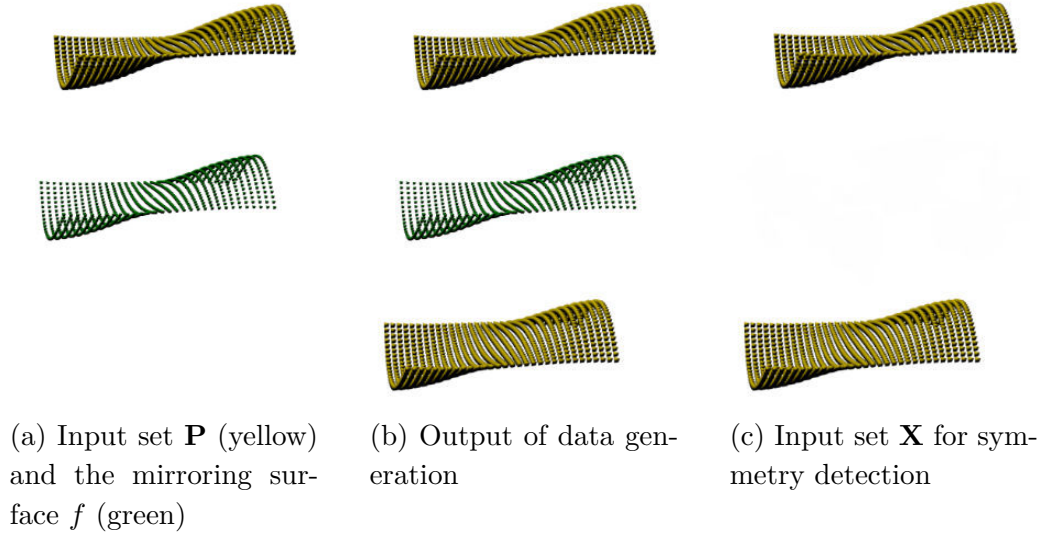 (a) Input set P (yellow)
and the mirroring sur-
face f (green)
(b) Output of data gen-
eration
(c) Input set X for sym-
metry detection